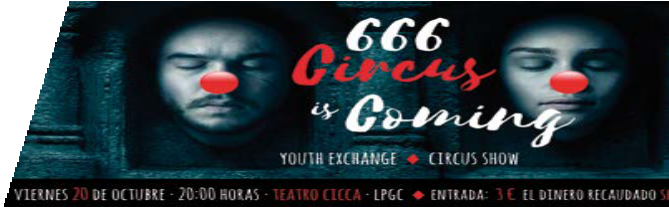 666
Circus
is Coming
YOUTH EXCHANGE ◆ CIRCUS SHOW
VIERNES 20 DE OCTUBRE · 20:00 HORAS · TEATRO CICCA · LPGC ◆ ENTRADA: 3 € EL DINERO RECAUDADO